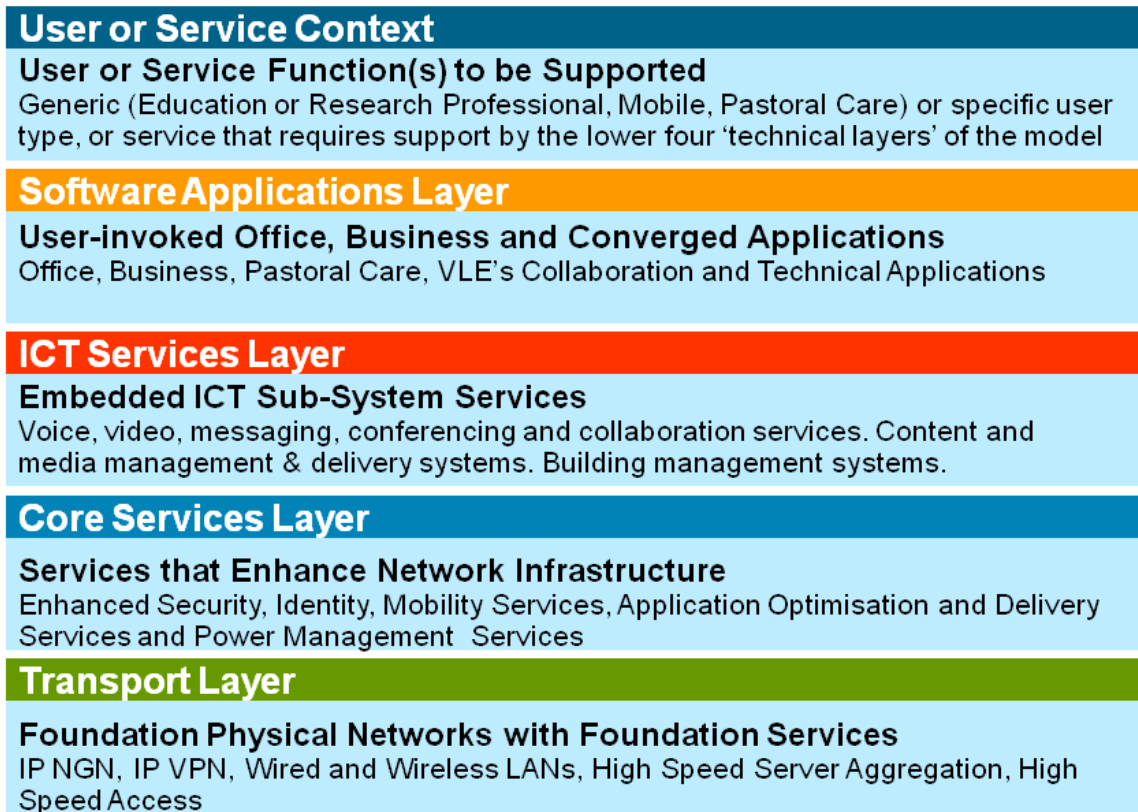 User or Service Context
User or Service Function(s) to be Supported
Generic (Education or Research Professional, Mobile, Pastoral Care) or specific user
type, or service that requires support by the lower four ‘technical layers’ of the model
Software Applications Layer
User-invoked Office, Business and Converged Applications
Office, Business, Pastoral Care, VLE’s Collaboration and Technical Applications
ICT Services Layer
Embedded ICT Sub-System Services
Voice, video, messaging, conferencing and collaboration services. Content and
media management & delivery systems. Building management systems.
Core Services Layer
Services that Enhance Network Infrastructure
Enhanced Security, Identity, Mobility Services, Application Optimisation and Delivery
Services and Power Management Services
Transport Layer
Foundation Physical Networks with Foundation Services
IP NGN, IP VPN, Wired and Wireless LANs, High Speed Server Aggregation, High
Speed Access